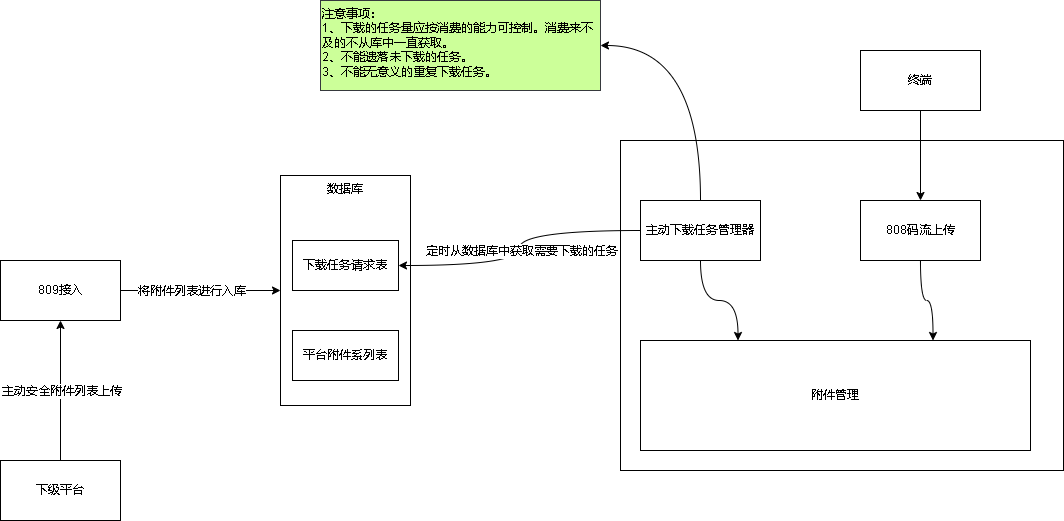 注意事项：
1、下载的任务量应按消费的能力可控制。消费来不
及的不从库中一直获取。
2、不能遗落未下载的任务。
3、不能无意义的重复下载任务。
终端
数据库
主动下载任务管理器
808码流上传
定时从数据库中获取需要下载的任务
下载任务请求表
809接入
将附件列表进行入库
平台附件系列表
主动安全附件列表上传
附件管理
下级平台